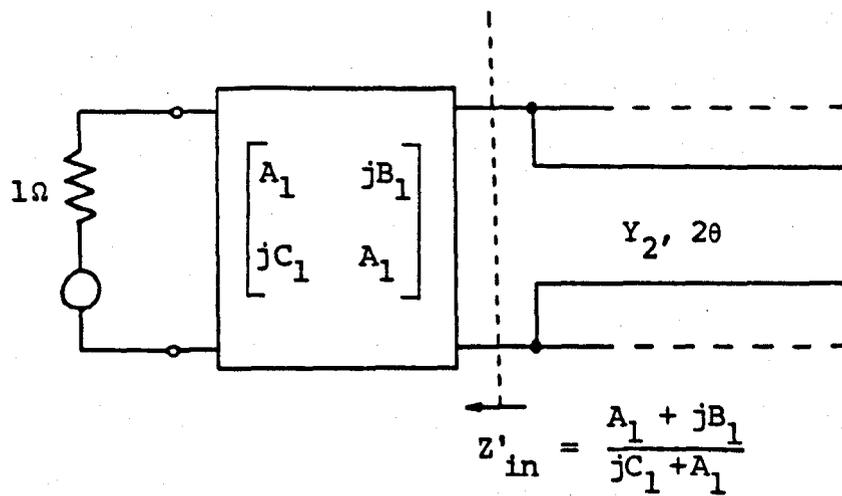 1Ω
A₁ jB₁
jC₁ A₁
Y₂, 2θ
Z'in = A₁ + jB₁ / jC₁ + A₁